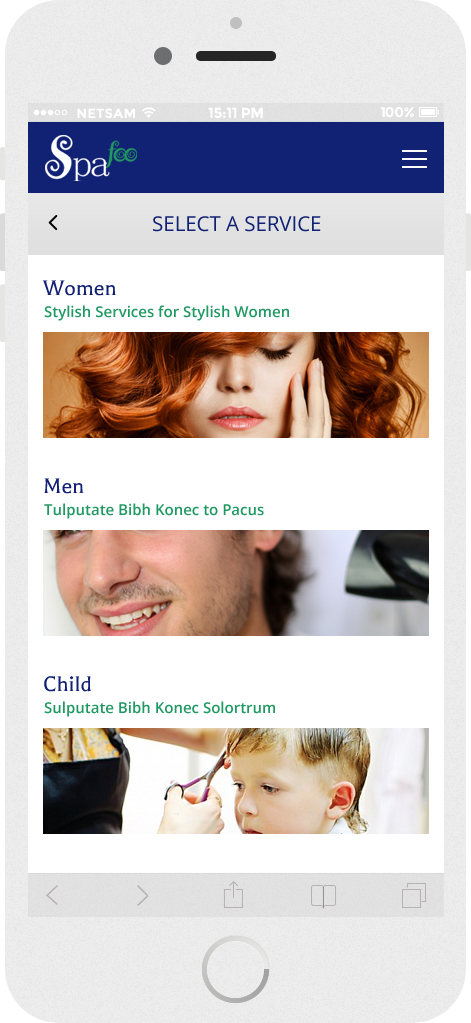 NETSAM 15:11 PM 100%
Spa foo
SELECT A SERVICE
Women
Stylish Services for Stylish Women
Men
Tulputate Bibh Konec to Pacus
Child
Sulputate Bibh Konec Solortrum